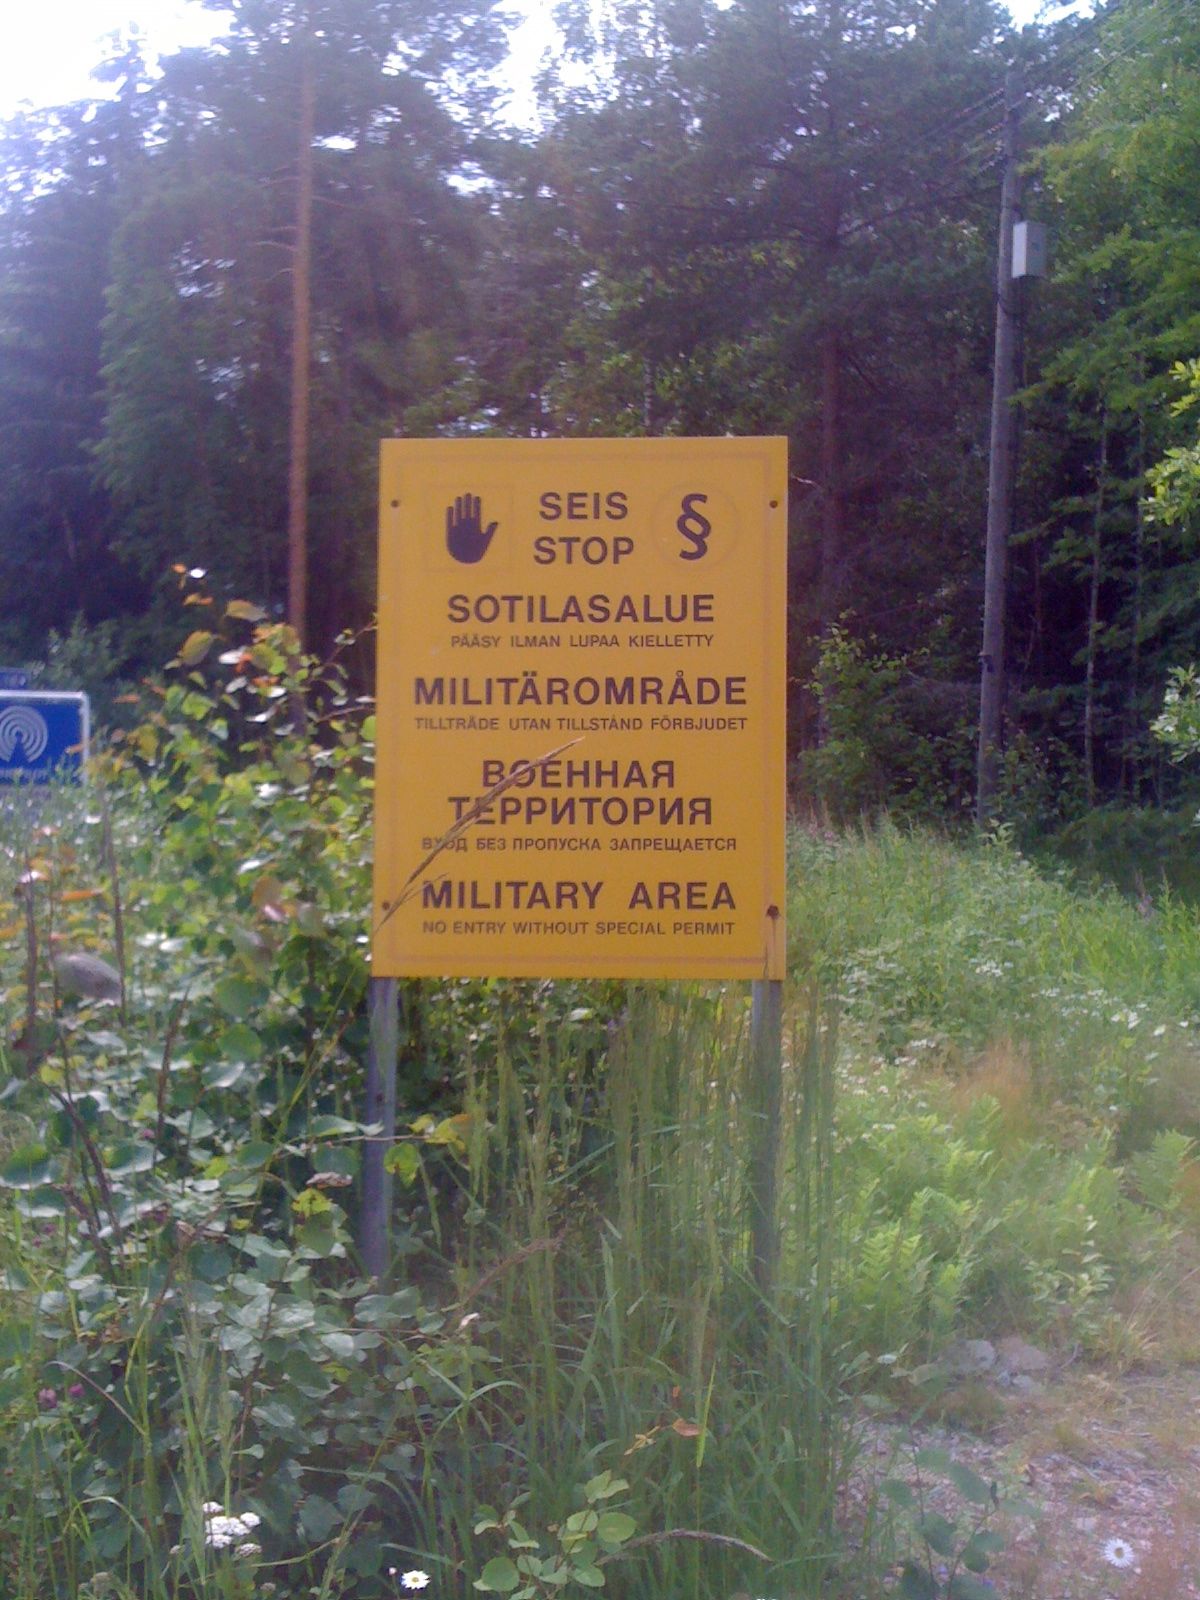 SEIS
STOP
§
SOTILASALUE
PÄÄSY ILMAN LUPAA KIELLETTY
MILITÄROMRÅDE
TILLTRÄDE UTAN TILLSTÅND FÖRBJUDET
ВОЕННАЯ
ТЕРРИТОРИЯ
ВХОД БЕЗ ПРОПУСКА ЗАПРЕЩАЕТСЯ
MILITARY AREA
NO ENTRY WITHOUT SPECIAL PERMIT